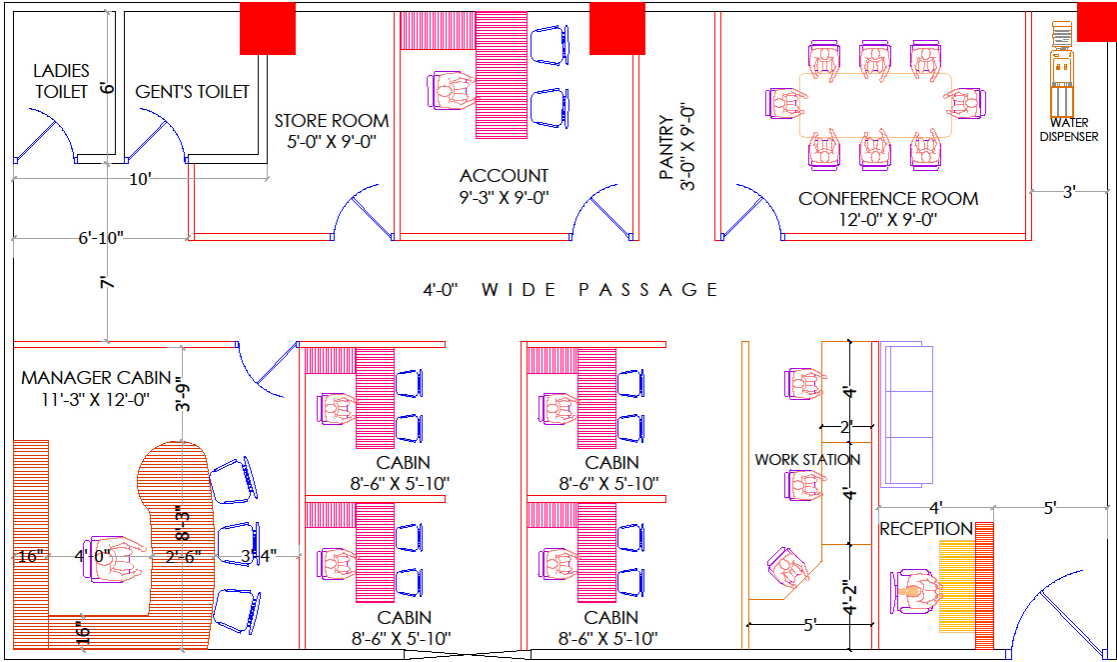 LADIES
TOILET
6'
GENT'S TOILET
10'
STORE ROOM
5'-0" X 9'-0"
ACCOUNT
9'-3" X 9'-0"
PANTRY
3'-0" X 9'-0"
CONFERENCE ROOM
12'-0" X 9'-0"
WATER
DISPENSER
3'
6'-10"
7'
4'-0" WIDE PASSAGE
MANAGER CABIN
11'-3" X 12'-0"
3'-9"
8'-3"
16"
4'-0"
2'-6"
3'-4"
16"
CABIN
8'-6" X 5'-10"
CABIN
8'-6" X 5'-10"
CABIN
8'-6" X 5'-10"
CABIN
8'-6" X 5'-10"
4'
2'
WORK STATION
4'
4'-2"
5'
4'
5'
RECEPTION